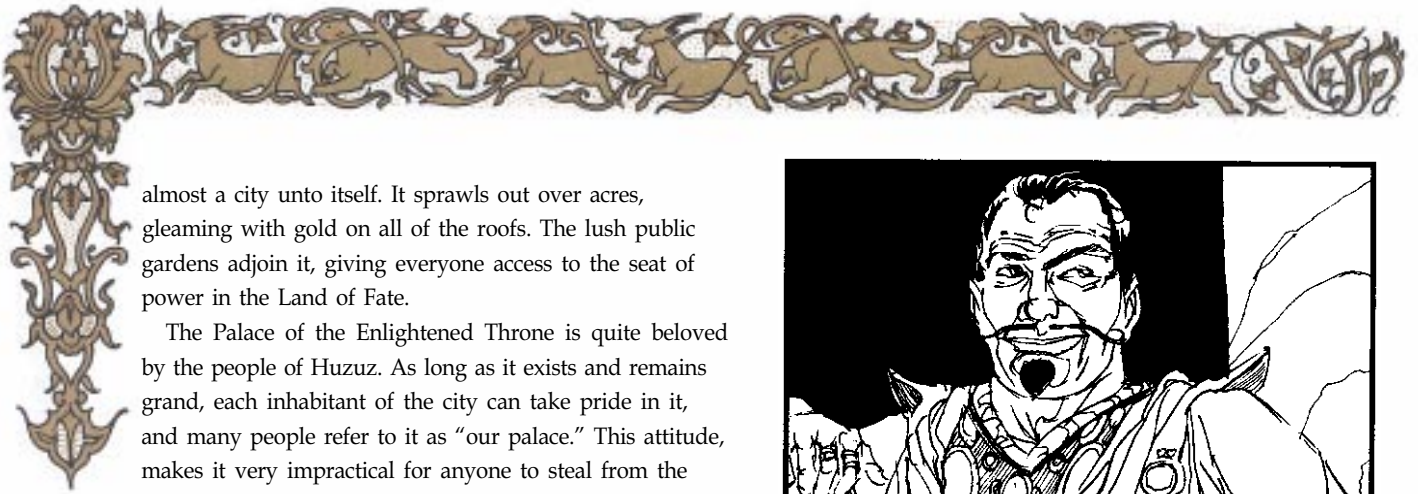 almost a city unto itself. It sprawls out over acres,
gleaming with gold on all of the roofs. The lush public
gardens adjoin it, giving everyone access to the seat of
power in the Land of Fate.
The Palace of the Enlightened Throne is quite beloved
by the people of Huzuz. As long as it exists and remains
grand, each inhabitant of the city can take pride in it,
and many people refer to it as “our palace.” This attitude,
makes it very impractical for anyone to steal from the